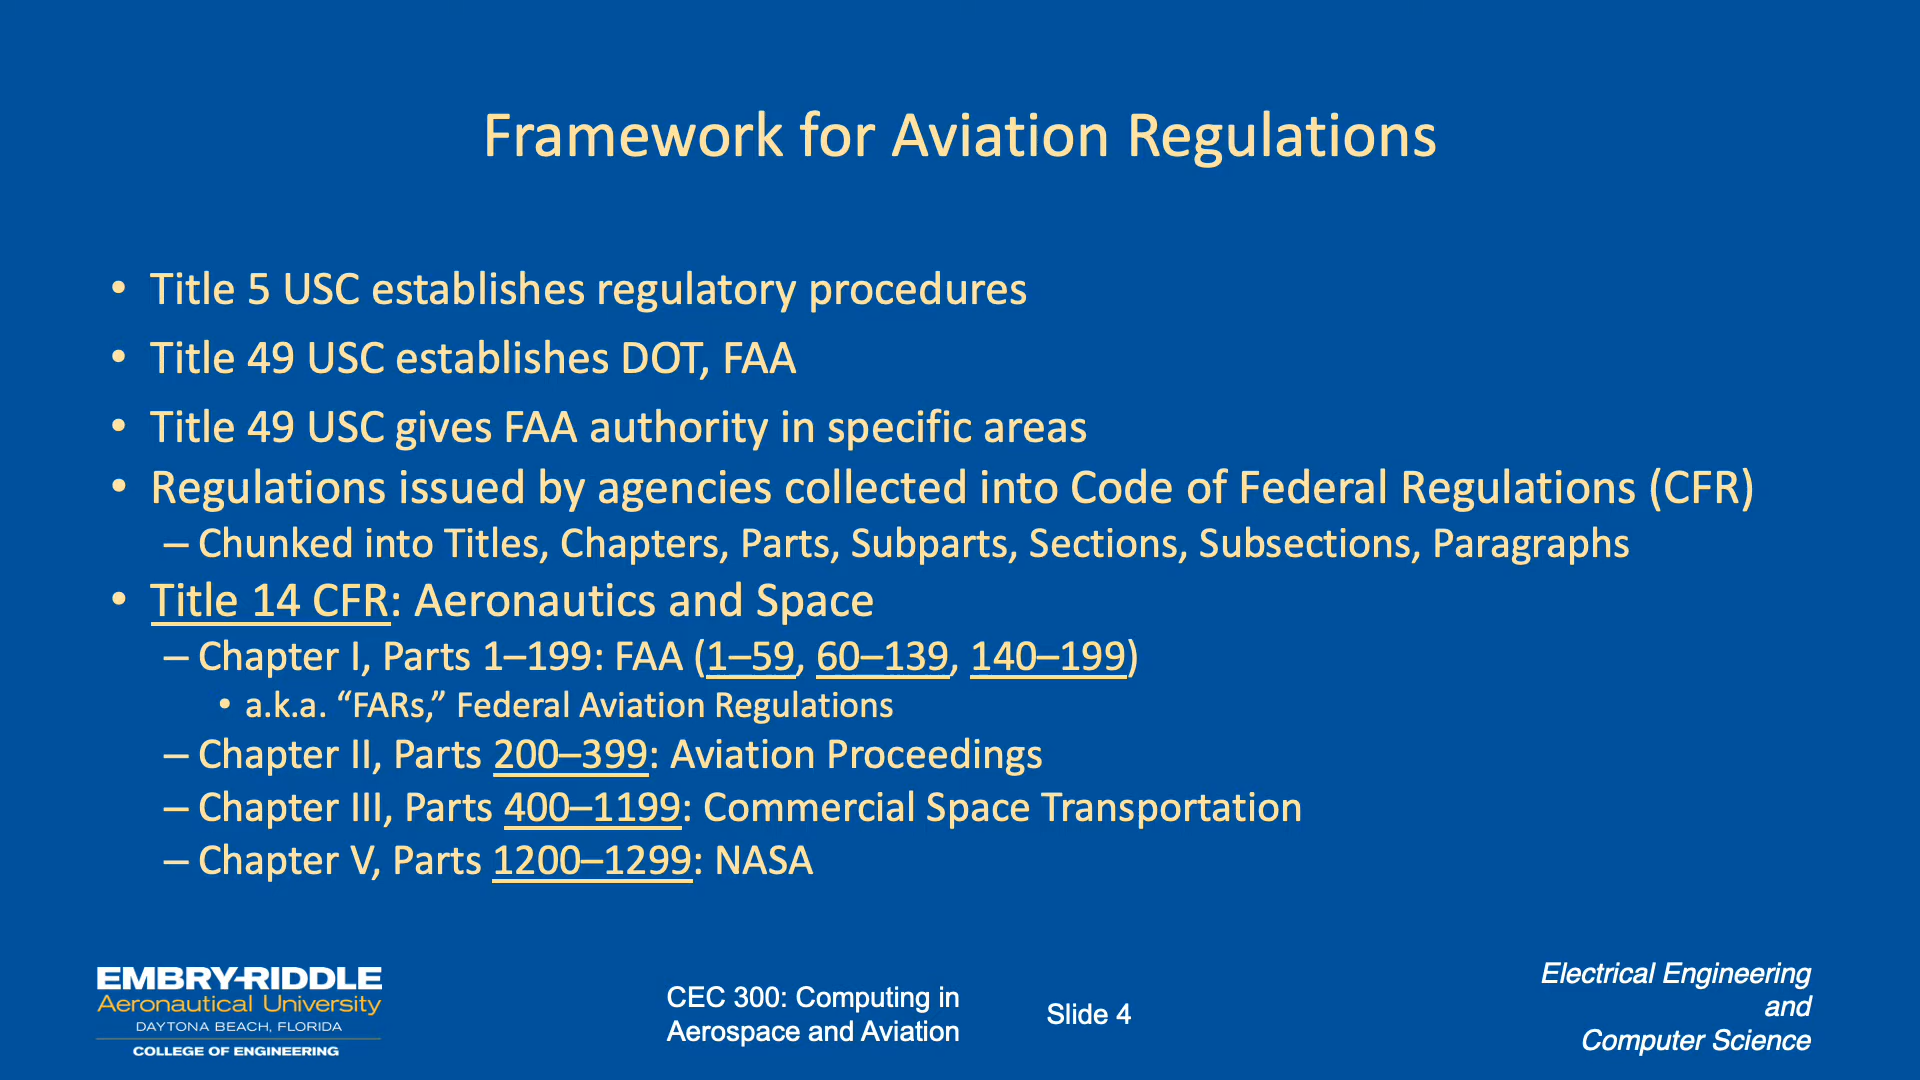 Framework for Aviation Regulations
• Title 5 USC establishes regulatory procedures
• Title 49 USC establishes DOT, FAA
• Title 49 USC gives FAA authority in specific areas
• Regulations issued by agencies collected into Code of Federal Regulations (CFR)
– Chunked into Titles, Chapters, Parts, Subparts, Sections, Subsections, Paragraphs
• Title 14 CFR: Aeronautics and Space
– Chapter I, Parts 1–199: FAA (1–59, 60–139, 140–199)
• a.k.a. “FARs,” Federal Aviation Regulations
– Chapter II, Parts 200–399: Aviation Proceedings
– Chapter III, Parts 400–1199: Commercial Space Transportation
– Chapter V, Parts 1200–1299: NASA
EMBRY-RIDDLE
Aeronautical University
DAYTONA BEACH, FLORIDA
COLLEGE OF ENGINEERING
CEC 300: Computing in
Aerospace and Aviation
Slide 4
Electrical Engineering
and
Computer Science